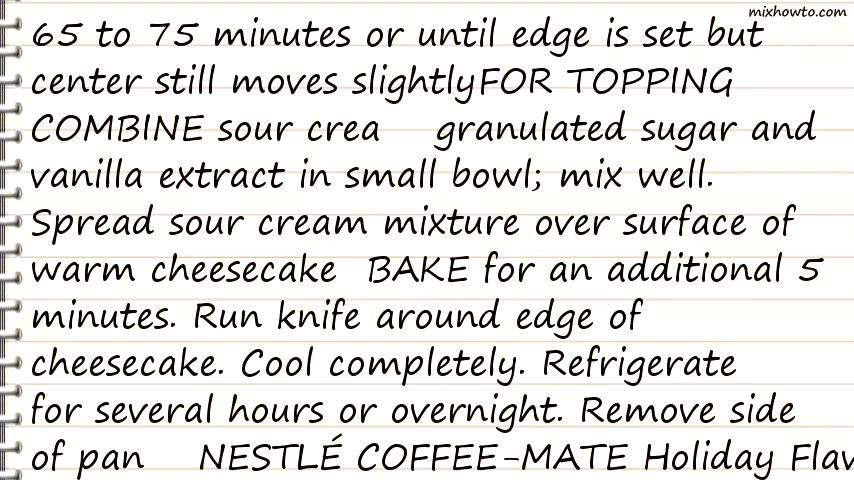 mixhowto.com
65 to 75 minutes or until edge is set but
center still moves slightlyFOR TOPPING
COMBINE sour crea granulated sugar and
vanilla extract in small bowl; mix well.
Spread sour cream mixture over surface of
warm cheesecake BAKE for an additional 5
minutes. Run knife around edge of
cheesecake. Cool completely. Refrigerate
for several hours or overnight. Remove side
of pan NESTLÉ COFFEE-MATE Holiday Flav